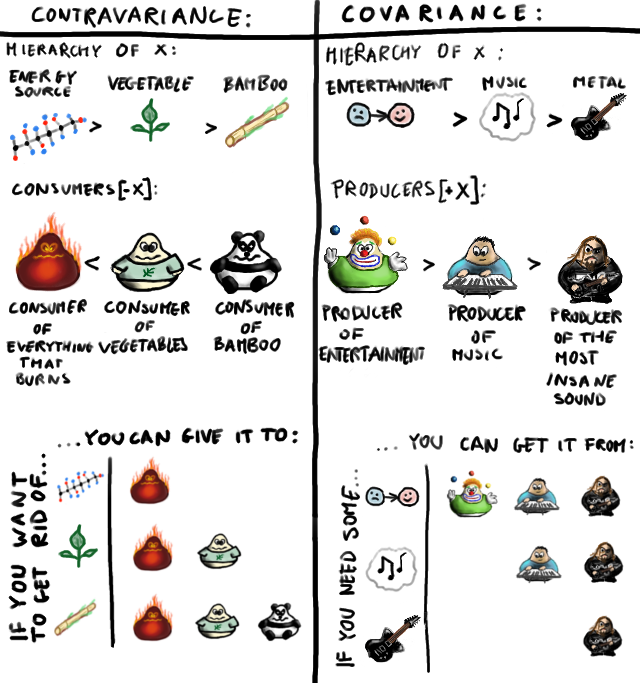 CONTRAVARIANCE:
HIERARCHY OF X:
ENERGY
SOURCE
VEGETABLE
BAMBOO
>
>
CONSUMERS[-X]:
<
<
CONSUMER
OF
EVERYTHING
THAT
BURNS
CONSUMER
OF
VEGETABLES
CONSUMER
OF
BAMBOO
...YOU CAN GIVE IT TO:
IF YOU WANT
TO GET RID OF...
COVARIANCE:
HIERARCHY OF X:
ENTERTAINMENT
MUSIC
METAL
>
>
PRODUCERS[+X]:
>
>
PRODUCER
OF
ENTERTAINMENT
PRODUCER
OF
MUSIC
PRODUCER
OF THE
MOST
INSANE
SOUND
... YOU CAN GET IT FROM:
IF YOU NEED SOME...